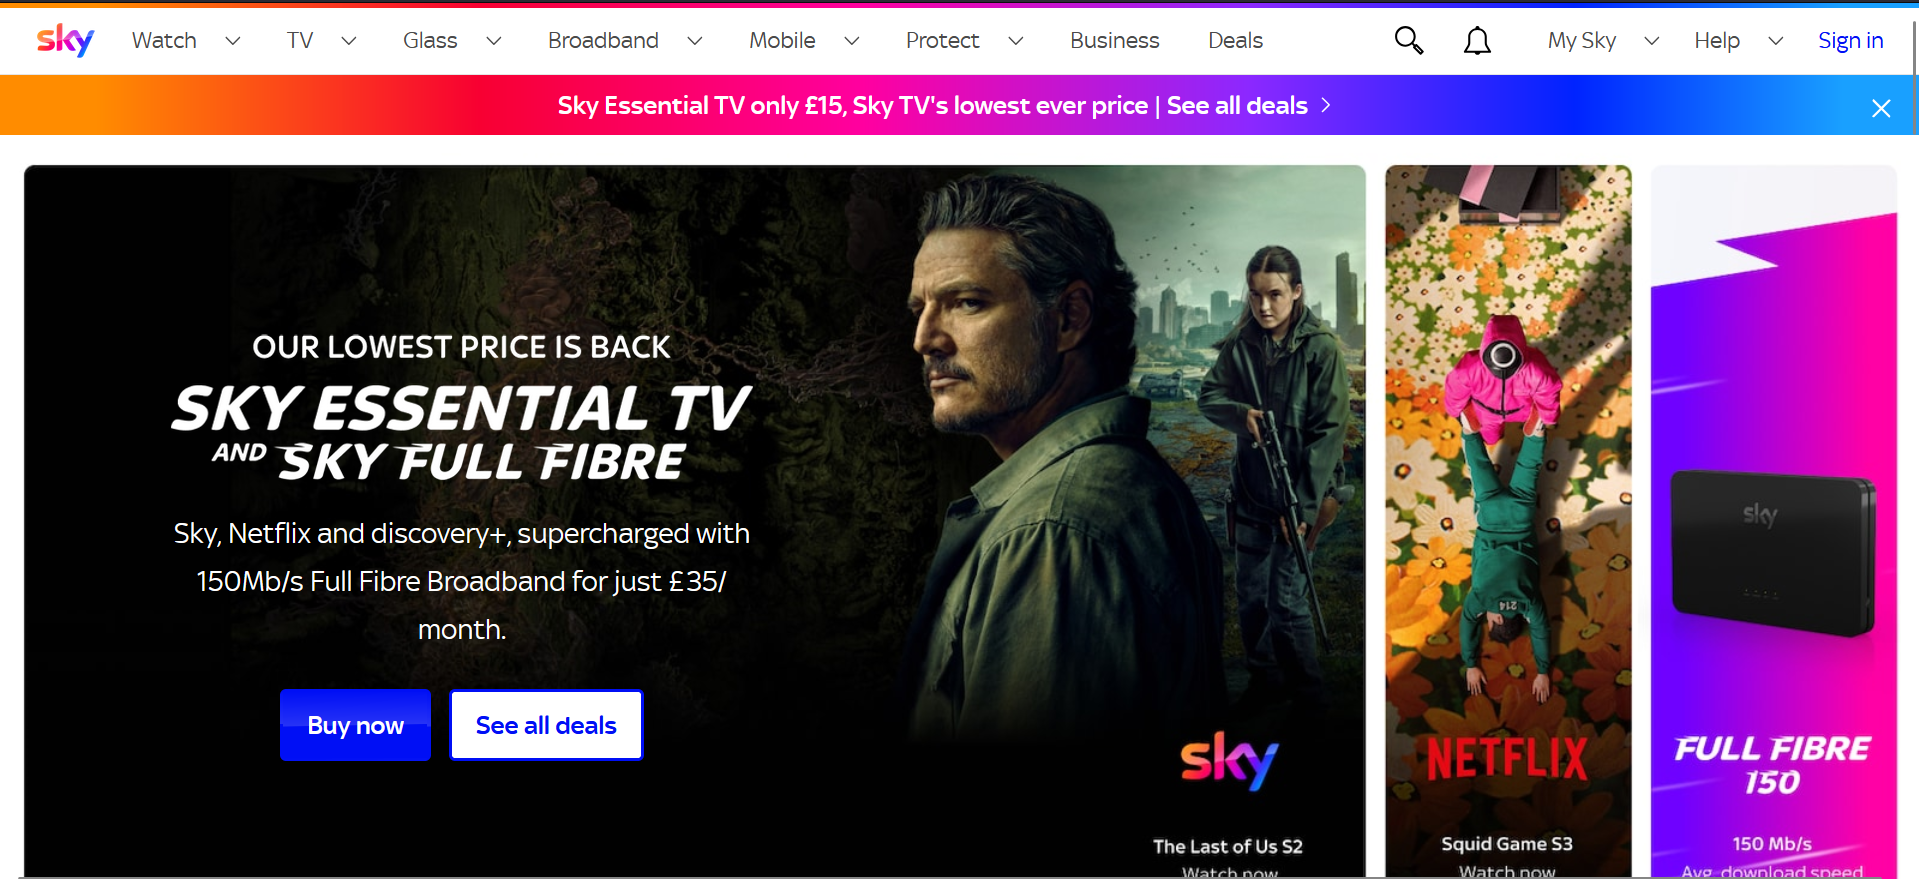 sky
Watch TV Glass Broadband Mobile Protect Business Deals My Sky Help Sign in
Sky Essential TV only £15, Sky TV's lowest ever price | See all deals
OUR LOWEST PRICE IS BACK
SKY ESSENTIAL TV
AND SKY FULL FIBRE
Sky, Netflix and discovery+, supercharged with
150Mb/s Full Fibre Broadband for just £35/
month.
Buy now
See all deals
sky
The Last of Us S2
Watch now
214
NETFLIX
Squid Game S3
Watch now
sky
FULL FIBRE
150
150 Mb/s
Avg. download speed